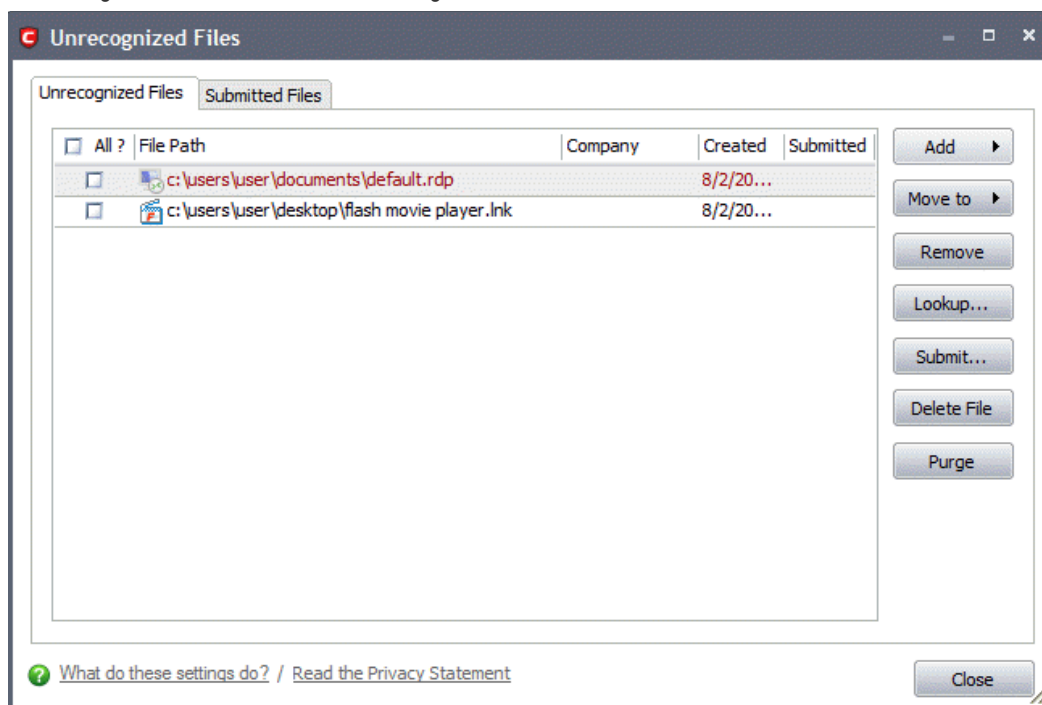 Unrecognized Files
Unrecognized Files Submitted Files
All ? File Path Company Created Submitted
c:\users\user\documents\default.rdp 8/2/20...
c:\users\user\desktop\flash movie player.lnk 8/2/20...
Add
Move to
Remove
Lookup...
Submit...
Delete File
Purge
What do these settings do? / Read the Privacy Statement
Close